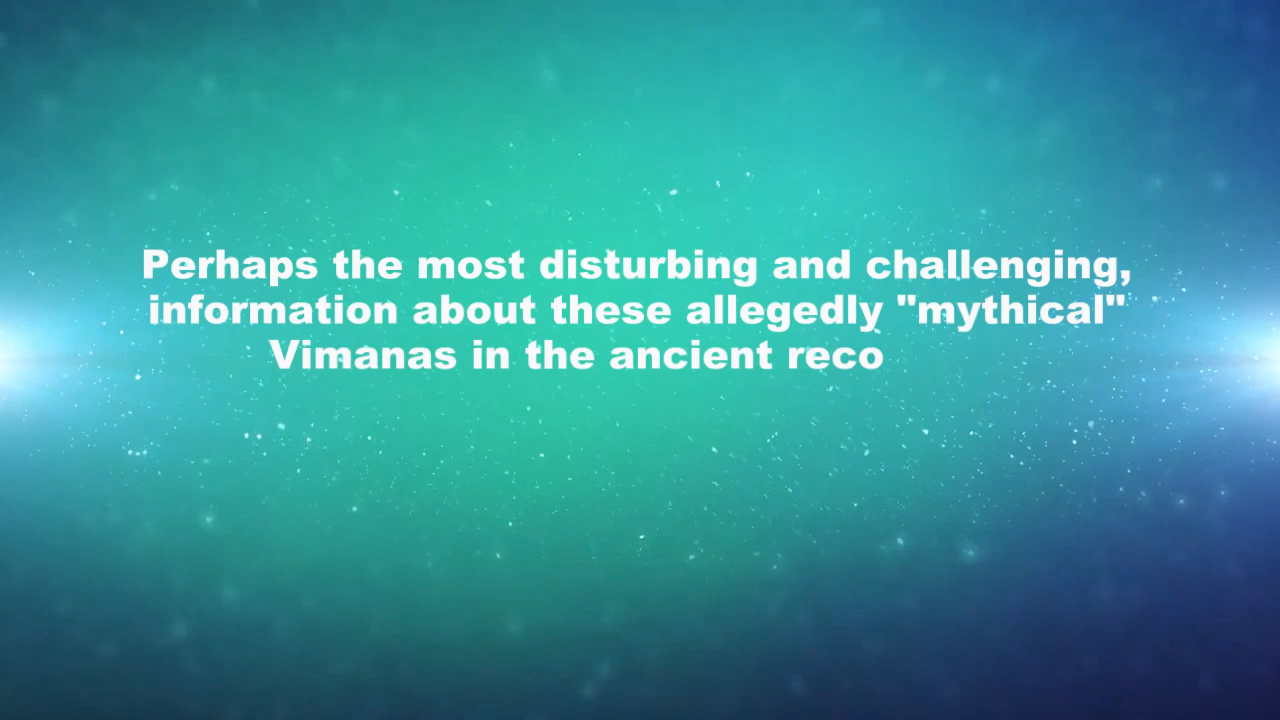 Perhaps the most disturbing and challenging,
information about these allegedly "mythical"
Vimanas in the ancient reco